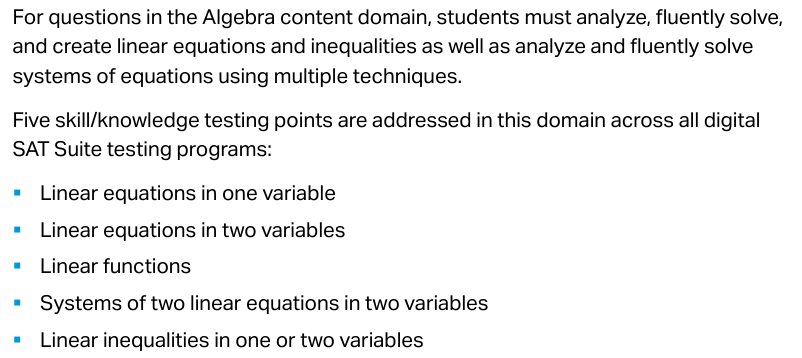 For questions in the Algebra content domain, students must analyze, fluently solve,
and create linear equations and inequalities as well as analyze and fluently solve
systems of equations using multiple techniques.
Five skill/knowledge testing points are addressed in this domain across all digital
SAT Suite testing programs:
▪ Linear equations in one variable
▪ Linear equations in two variables
▪ Linear functions
▪ Systems of two linear equations in two variables
▪ Linear inequalities in one or two variables